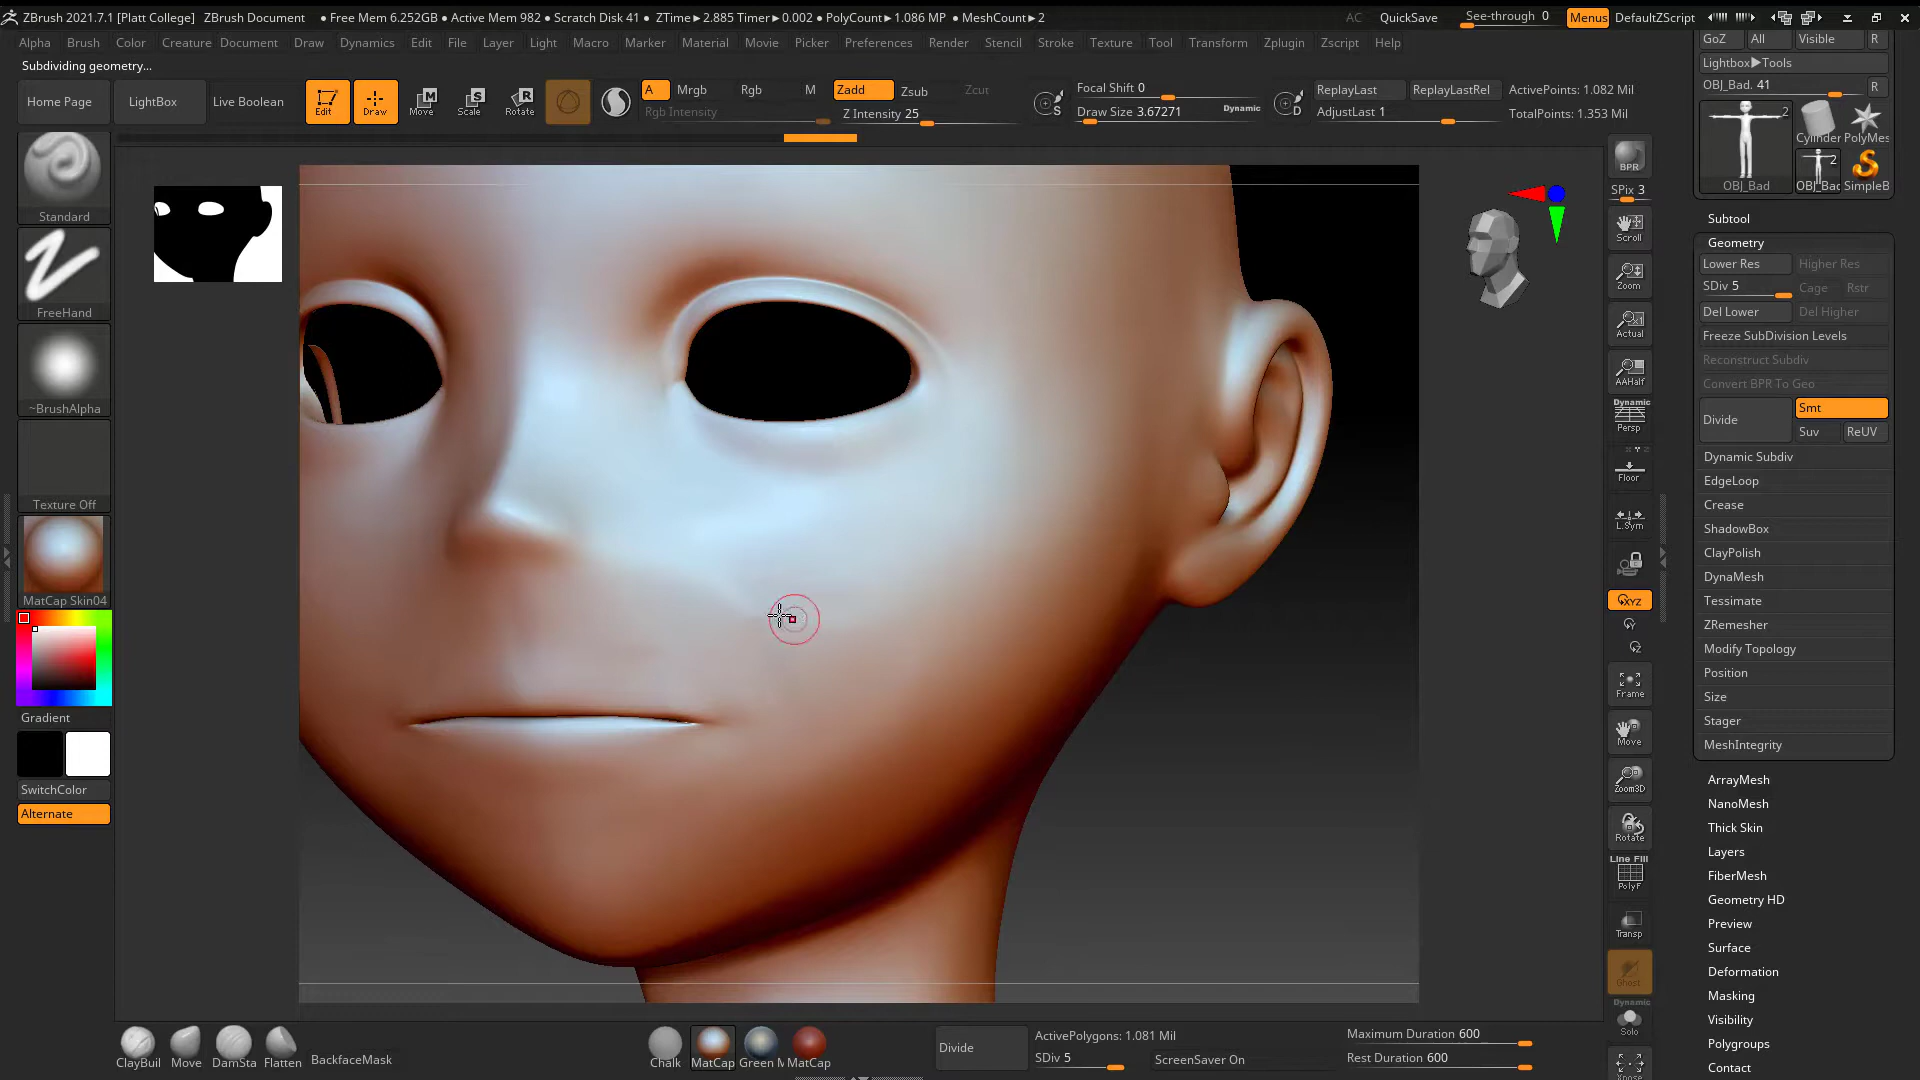 ZBrush 2021.7.1 [Platt College] ZBrush Document ● Free Mem 6.252GB ● Active Mem 982 ● Scratch Disk 41 ● ZTime►2.885 Timer►0.002 ● PolyCount►1.086 MP ● MeshCount►2 AC QuickSave See-through 0 Menus DefaultZScript
Alpha Brush Color Creature Document Draw Dynamics Edit File Layer Light Macro Marker Material Movie Picker Preferences Render Stencil Stroke Texture Tool Transform Zplugin Zscript Help
Subdividing geometry...
Home Page LightBox Live Boolean Edit Draw Move Scale Rotate
A Mrgb Rgb M Zadd Zsub Zcut
Rgb Intensity Z Intensity 25
S Focal Shift 0
Draw Size 3.67271 Dynamic
D ReplayLast ReplayLastRel ActivePoints: 1.082 Mil
AdjustLast 1 TotalPoints: 1.353 Mil
Standard
FreeHand
~BrushAlpha
Texture Off
MatCap Skin04
Gradient
SwitchColor
Alternate
BPR
SPix 3
Scroll
Zoom
Actual
AAHalf
Dynamic
Persp
Floor
L.Sym
XYZ
Y
Z
Frame
Move
Zoom3D
Rotate
Line Fill
PolyF
Transp
Ghost
Dynamic
Solo
Xpose
GoZ All Visible R
Lightbox►Tools
OBJ_Bad. 41 R
2
Cylinder PolyMes
2
OBJ_Bad OBJ_Bad SimpleB
Subtool
Geometry
Lower Res Higher Res
SDiv 5 Cage Rstr
Del Lower Del Higher
Freeze SubDivision Levels
Reconstruct Subdiv
Convert BPR To Geo
Divide Smt
Suv ReUV
Dynamic Subdiv
EdgeLoop
Crease
ShadowBox
ClayPolish
DynaMesh
Tessimate
ZRemesher
Modify Topology
Position
Size
Stager
MeshIntegrity
ArrayMesh
NanoMesh
Thick Skin
Layers
FiberMesh
Geometry HD
Preview
Surface
Deformation
Masking
Visibility
Polygroups
Contact
ClayBuil Move DamSta Flatten BackfaceMask
Chalk MatCap Green M MatCap
Divide ActivePolygons: 1.081 Mil
SDiv 5 ScreenSaver On
Maximum Duration 600
Rest Duration 600